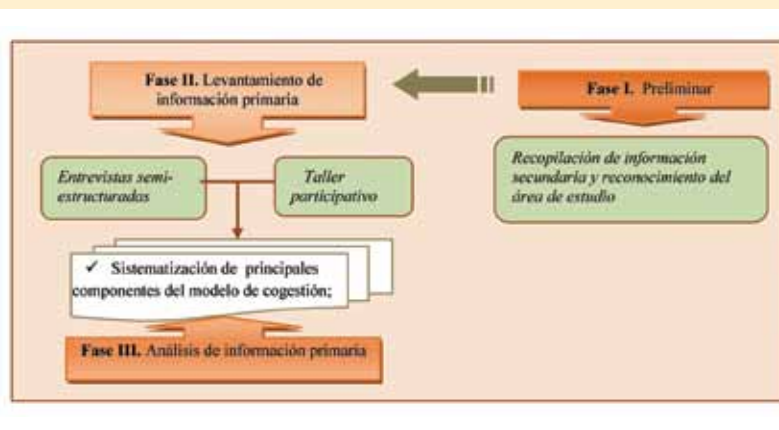 Fase II. Levantamiento de
información primaria
Fase I. Preliminar
Entrevistas semi-
estructuradas
Taller
participativo
Recopilación de información
secundaria y reconocimiento del
área de estudio
✓ Sistematización de principales
componentes del modelo de cogestión;
Fase III. Análisis de información primaria